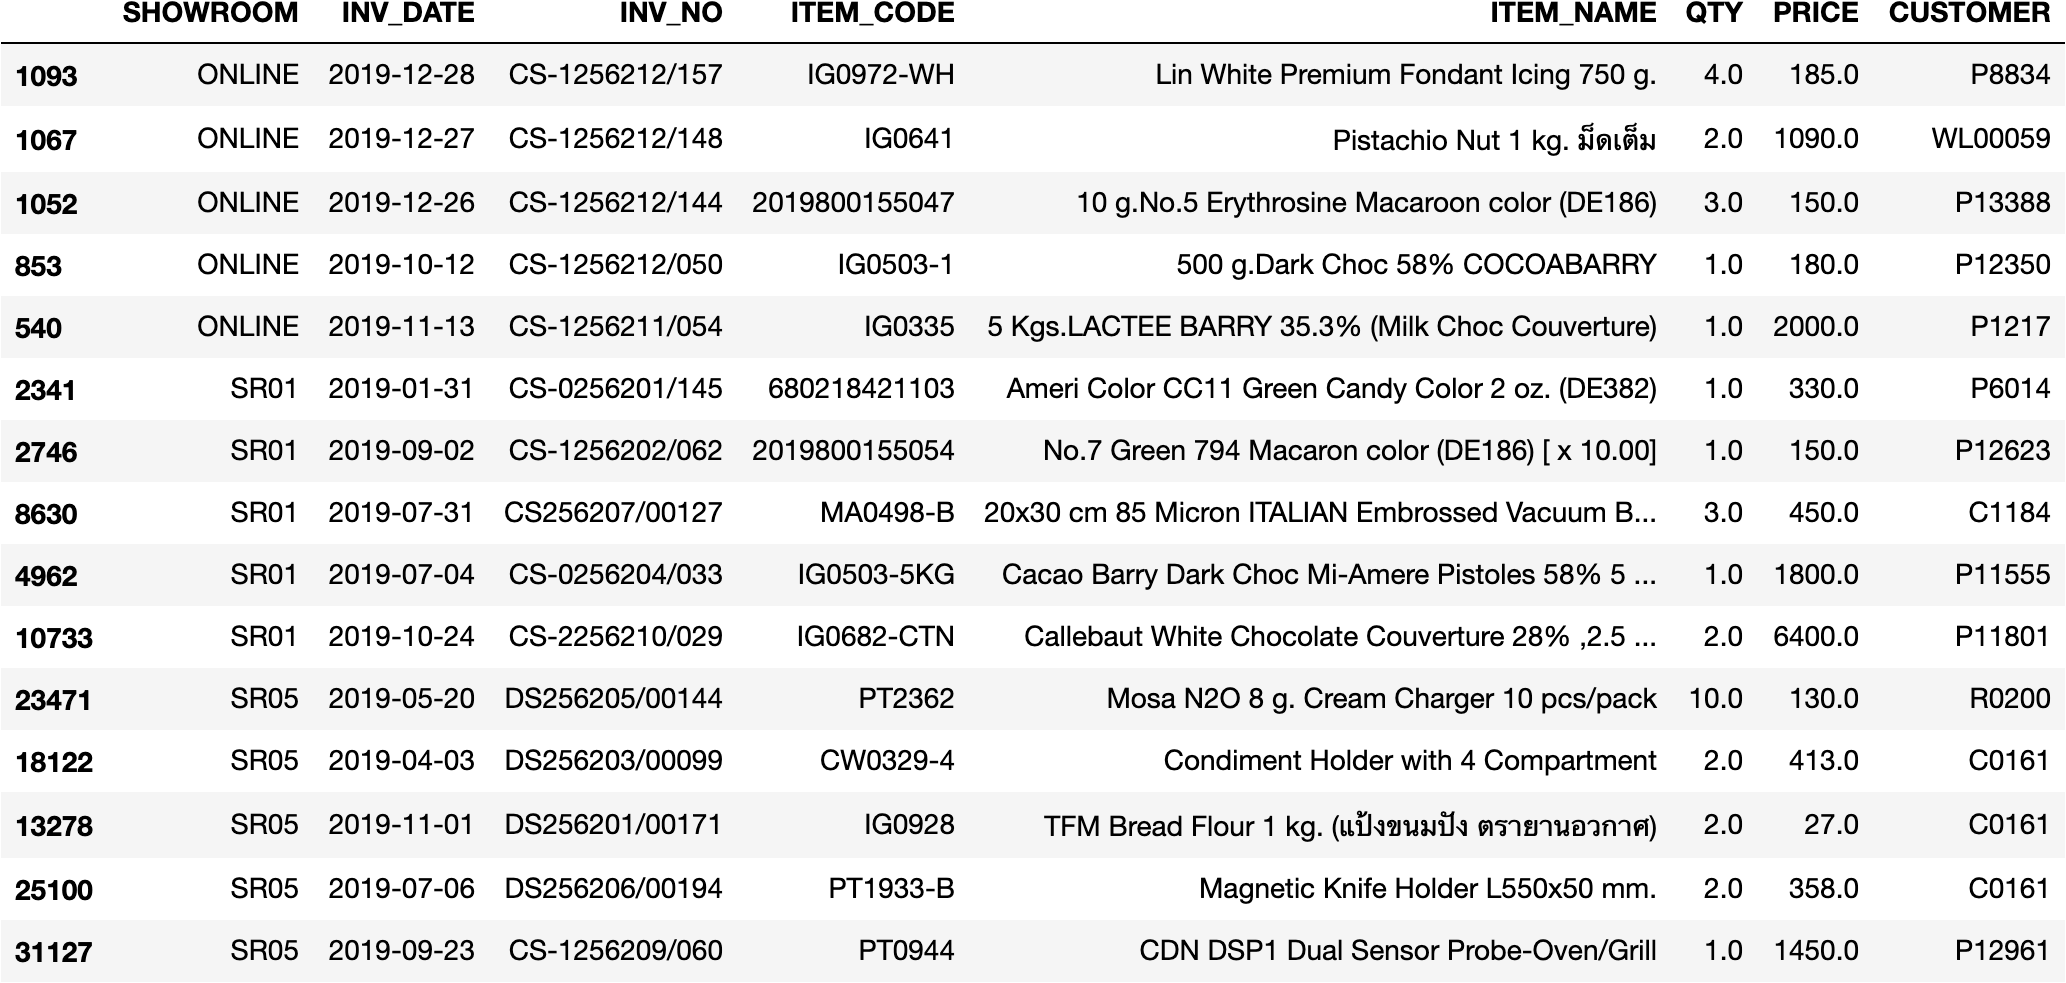 SHOWROOM INV_DATE INV_NO ITEM_CODE ITEM_NAME QTY PRICE CUSTOMER
1093 ONLINE 2019-12-28 CS-1256212/157 IG0972-WH Lin White Premium Fondant Icing 750 g. 4.0 185.0 P8834
1067 ONLINE 2019-12-27 CS-1256212/148 IG0641 Pistachio Nut 1 kg. ม็ดเต็ม 2.0 1090.0 WL00059
1052 ONLINE 2019-12-26 CS-1256212/144 2019800155047 10 g.No.5 Erythrosine Macaroon color (DE186) 3.0 150.0 P13388
853 ONLINE 2019-10-12 CS-1256212/050 IG0503-1 500 g.Dark Choc 58% COCOABARRY 1.0 180.0 P12350
540 ONLINE 2019-11-13 CS-1256211/054 IG0335 5 Kgs.LACTEE BARRY 35.3% (Milk Choc Couverture) 1.0 2000.0 P1217
2341 SR01 2019-01-31 CS-0256201/145 680218421103 Ameri Color CC11 Green Candy Color 2 oz. (DE382) 1.0 330.0 P6014
2746 SR01 2019-09-02 CS-1256202/062 2019800155054 No.7 Green 794 Macaron color (DE186) [ x 10.00] 1.0 150.0 P12623
8630 SR01 2019-07-31 CS256207/00127 MA0498-B 20x30 cm 85 Micron ITALIAN Embrossed Vacuum B... 3.0 450.0 C1184
4962 SR01 2019-07-04 CS-0256204/033 IG0503-5KG Cacao Barry Dark Choc Mi-Amere Pistoles 58% 5 ... 1.0 1800.0 P11555
10733 SR01 2019-10-24 CS-2256210/029 IG0682-CTN Callebaut White Chocolate Couverture 28% ,2.5 ... 2.0 6400.0 P11801
23471 SR05 2019-05-20 DS256205/00144 PT2362 Mosa N2O 8 g. Cream Charger 10 pcs/pack 10.0 130.0 R0200
18122 SR05 2019-04-03 DS256203/00099 CW0329-4 Condiment Holder with 4 Compartment 2.0 413.0 C0161
13278 SR05 2019-11-01 DS256201/00171 IG0928 TFM Bread Flour 1 kg. (แป้งขนมปัง ตรายานอวกาศ) 2.0 27.0 C0161
25100 SR05 2019-07-06 DS256206/00194 PT1933-B Magnetic Knife Holder L550x50 mm. 2.0 358.0 C0161
31127 SR05 2019-09-23 CS-1256209/060 PT0944 CDN DSP1 Dual Sensor Probe-Oven/Grill 1.0 1450.0 P12961